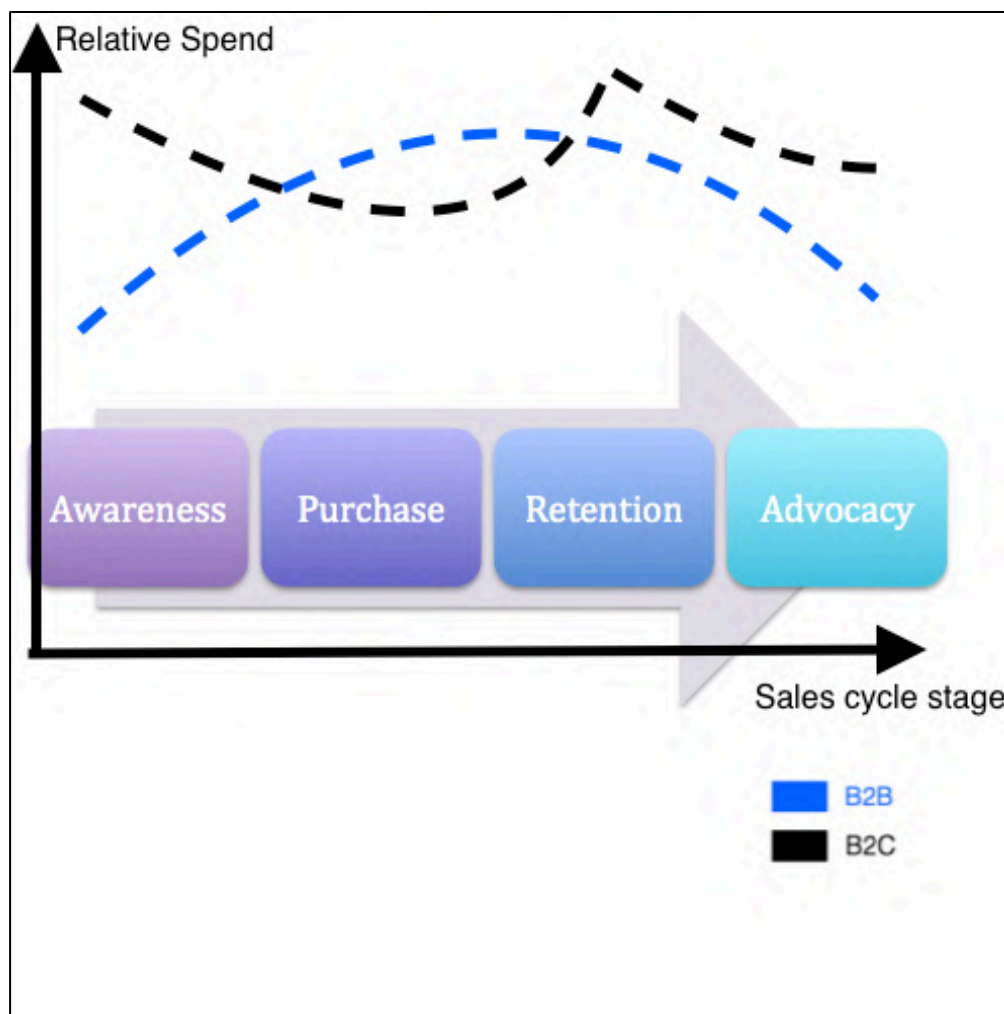 Relative Spend
Awareness
Purchase
Retention
Advocacy
Sales cycle stage
B2B
B2C